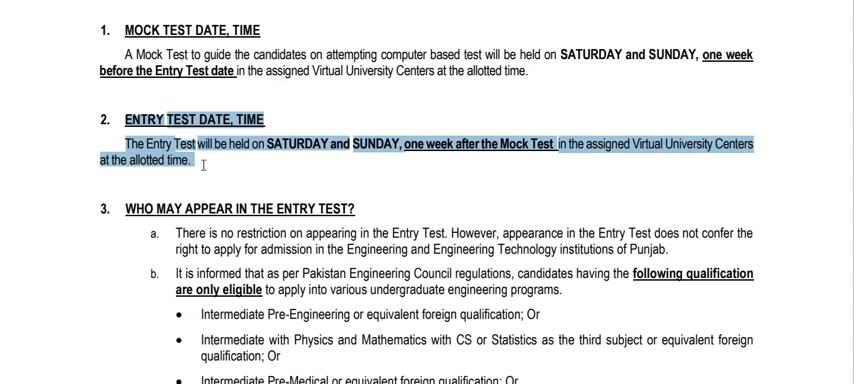 1. MOCK TEST DATE, TIME
A Mock Test to guide the candidates on attempting computer based test will be held on SATURDAY and SUNDAY, one week
before the Entry Test date in the assigned Virtual University Centers at the allotted time.
2. ENTRY TEST DATE, TIME
The Entry Test will be held on SATURDAY and SUNDAY, one week after the Mock Test in the assigned Virtual University Centers
at the allotted time.
3. WHO MAY APPEAR IN THE ENTRY TEST?
a. There is no restriction on appearing in the Entry Test. However, appearance in the Entry Test does not confer the
right to apply for admission in the Engineering and Engineering Technology institutions of Punjab.
b. It is informed that as per Pakistan Engineering Council regulations, candidates having the following qualification
are only eligible to apply into various undergraduate engineering programs.
• Intermediate Pre-Engineering or equivalent foreign qualification; Or
• Intermediate with Physics and Mathematics with CS or Statistics as the third subject or equivalent foreign
qualification; Or
• Intermediate Pre-Medical or equivalent foreign qualification; Or